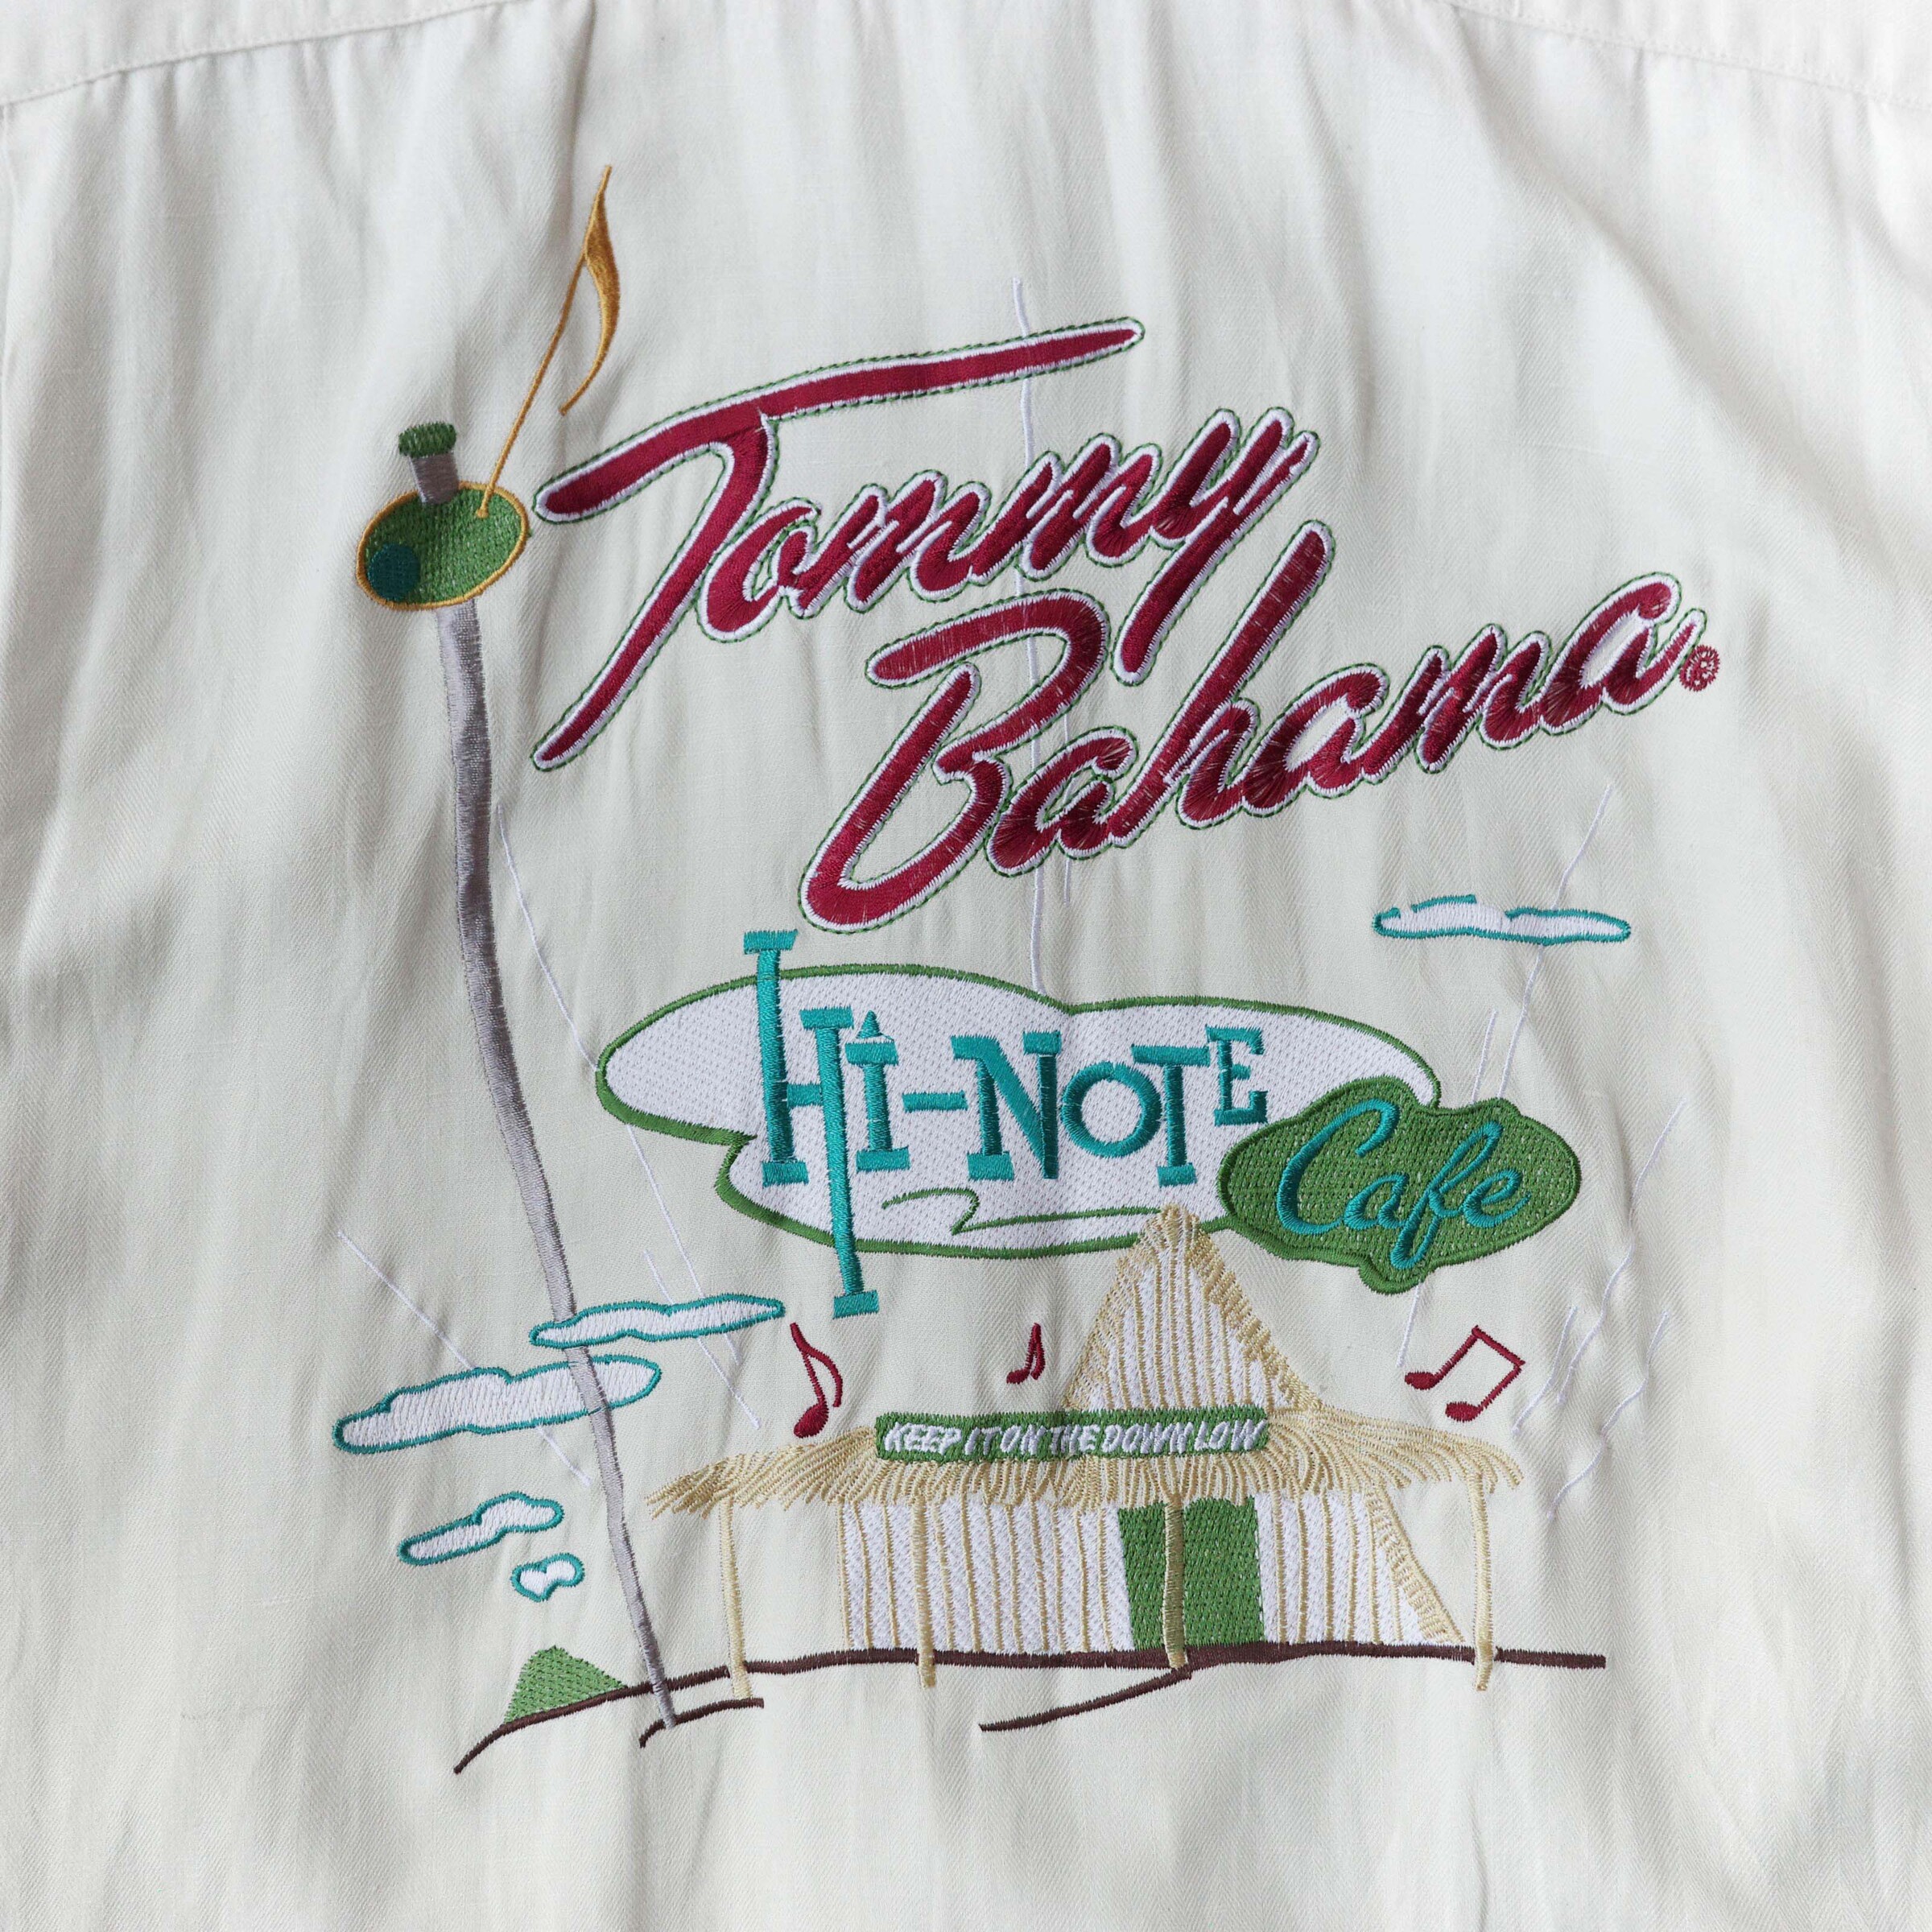 Tommy
Bahama®
Hi-NOTE
Cafe
KEEP IT ON THE DOWN LOW